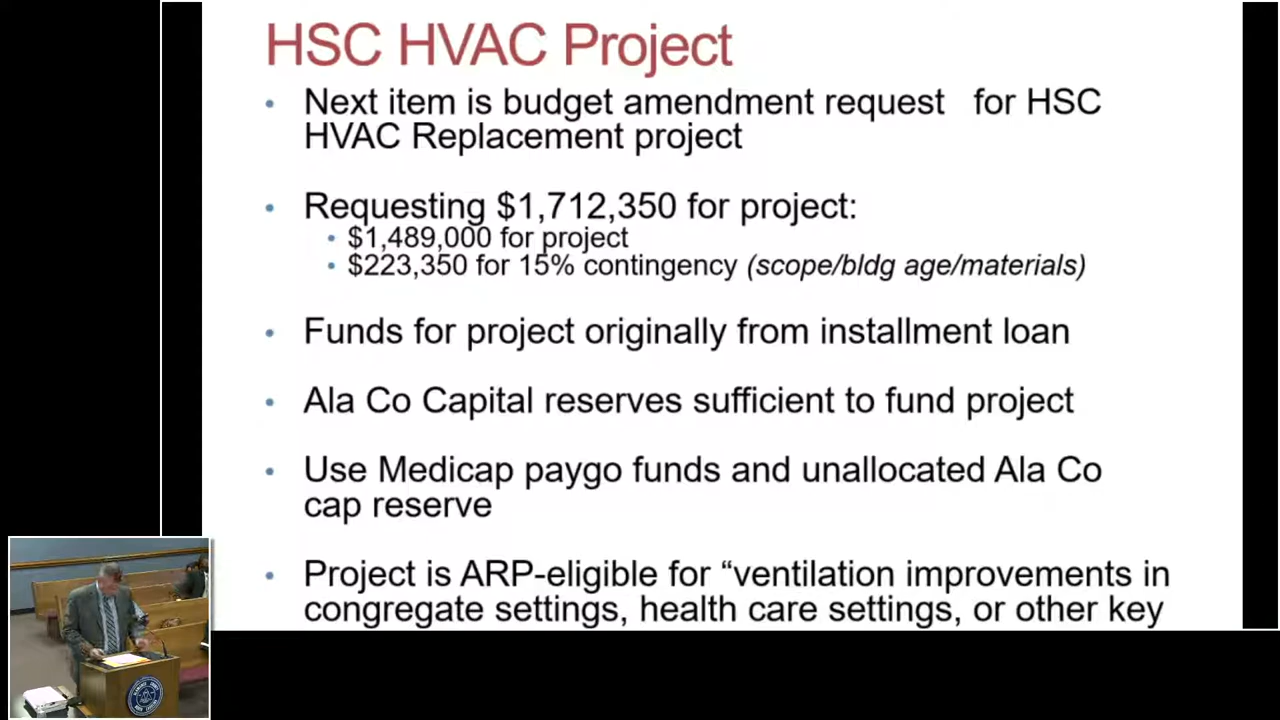 HSC HVAC Project
• Next item is budget amendment request for HSC
HVAC Replacement project
• Requesting $1,712,350 for project:
• $1,489,000 for project
• $223,350 for 15% contingency (scope/bldg age/materials)
• Funds for project originally from installment loan
• Ala Co Capital reserves sufficient to fund project
• Use Medicap paygo funds and unallocated Ala Co
cap reserve
• Project is ARP-eligible for “ventilation improvements in
congregate settings, health care settings, or other key